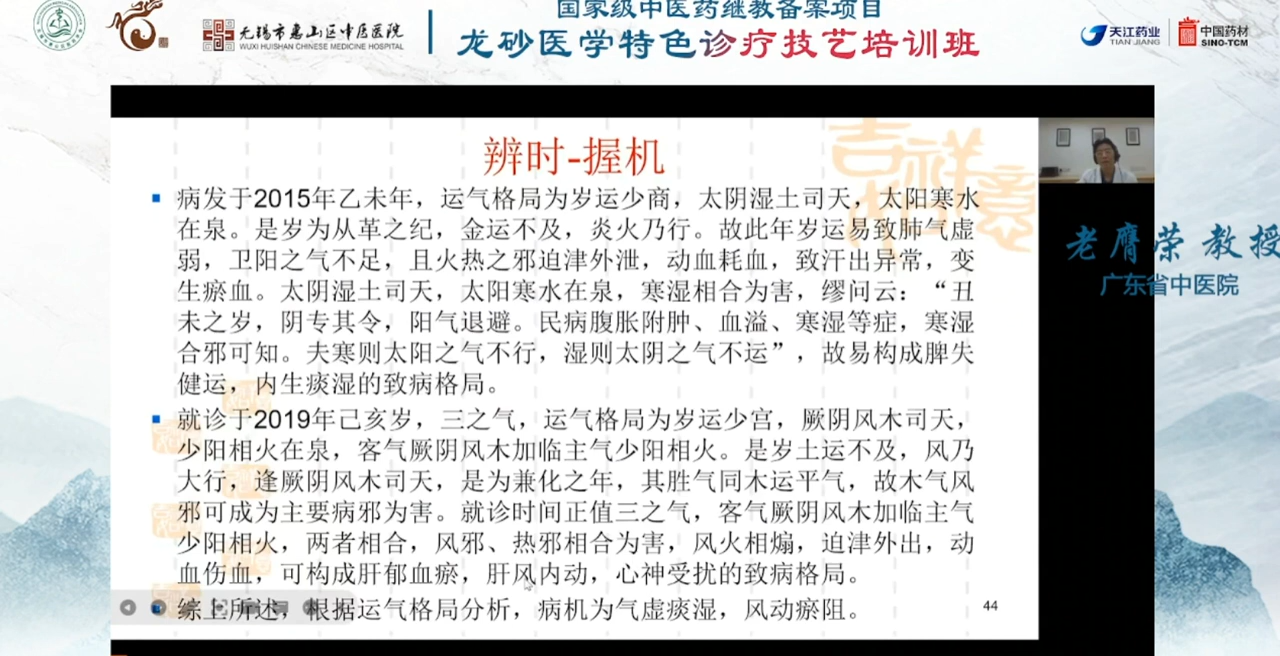 国家级中医药继教备案项目
无锡市惠山区中医医院
WUXI HUISHAN CHINESE MEDICINE HOSPITAL
龙砂医学特色诊疗技艺培训班
天江药业
TIAN JIANG
中国药材
SINO-TCM
辨时-握机
病发于2015年乙未年，运气格局为岁运少商，太阴湿土司天，太阳寒水
在泉。是岁为从革之纪，金运不及，炎火乃行。故此年岁运易致肺气虚
弱，卫阳之气不足，且火热之邪迫津外泄，动血耗血，致汗出异常，变
生瘀血。太阴湿土司天，太阳寒水在泉，寒湿相合为害，缪问云：“丑
未之岁，阴专其令，阳气退避。民病腹胀附肿、血溢、寒湿等症，寒湿
合邪可知。夫寒则太阳之气不行，湿则太阴之气不运”，故易构成脾失
健运，内生痰湿的致病格局。
就诊于2019年己亥岁，三之气，运气格局为岁运少宫，厥阴风木司天，
少阳相火在泉，客气厥阴风木加临主气少阳相火。是岁土运不及，风乃
大行，逢厥阴风木司天，是为兼化之年，其胜气同木运平气，故木气风
邪可成为主要病邪为害。就诊时间正值三之气，客气厥阴风木加临主气
少阳相火，两者相合，风邪、热邪相合为害，风火相煽，迫津外出，动
血伤血，可构成肝郁血瘀，肝风内动，心神受扰的致病格局。
综上所述，根据运气格局分析，病机为气虚痰湿，风动瘀阻。
44
老膺荣 教授
广东省中医院